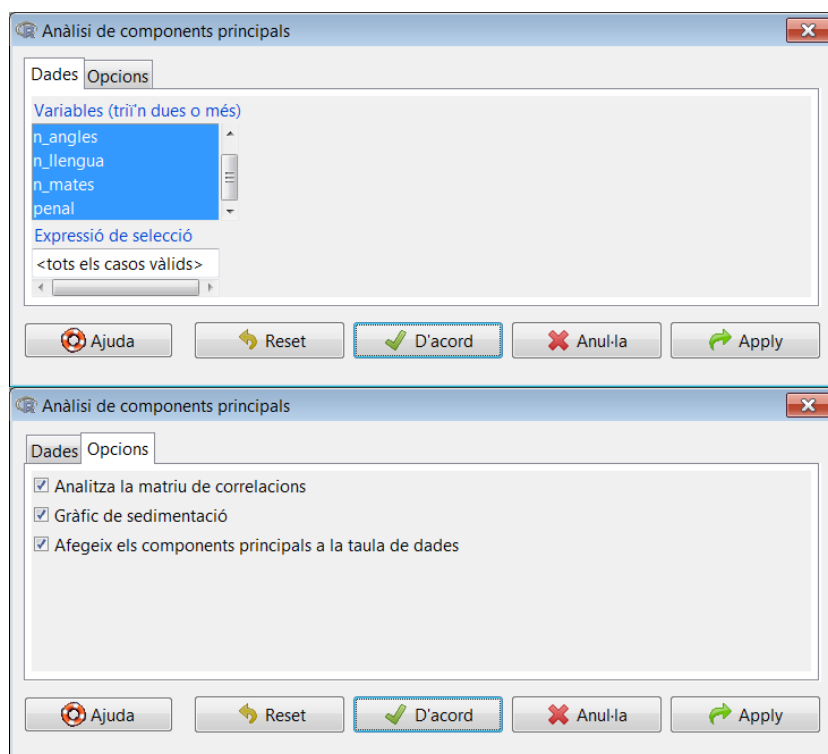 Anàlisi de components principals
Dades Opcions
Variables (triï'n dues o més)
n_angles
n_llengua
n_mates
penal
Expressió de selecció
<tots els casos vàlids>
Ajuda Reset D'acord Anul·la Apply
Anàlisi de components principals
Dades Opcions
Analitza la matriu de correlacions
Gràfic de sedimentació
Afegeix els components principals a la taula de dades
Ajuda Reset D'acord Anul·la Apply